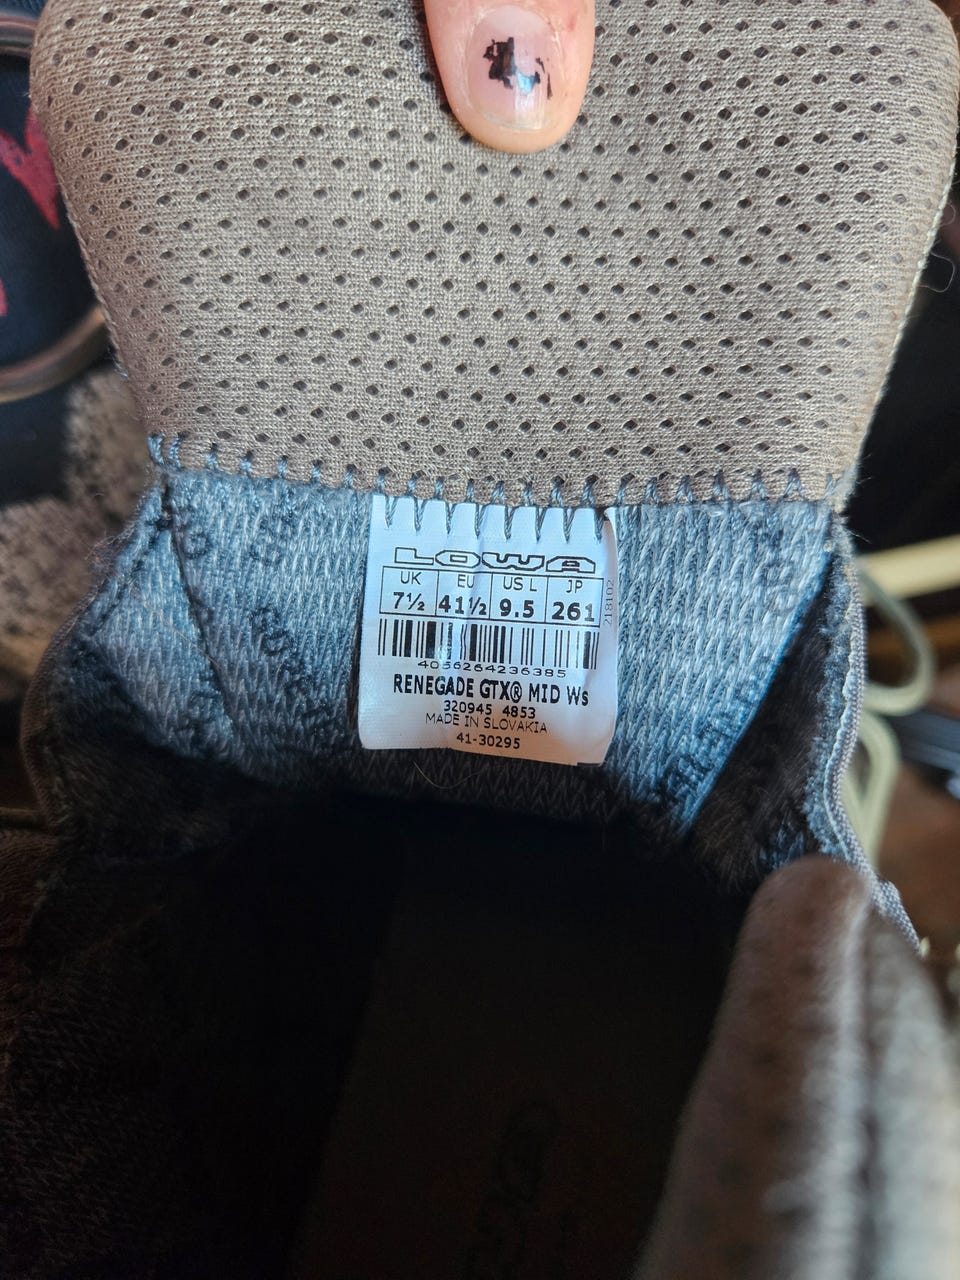 LOWA
UK EU US L JP
7½ 41½ 9.5 261
218102
4056264236385
RENEGADE GTX® MID Ws
320945 4853
MADE IN SLOVAKIA
41-30295